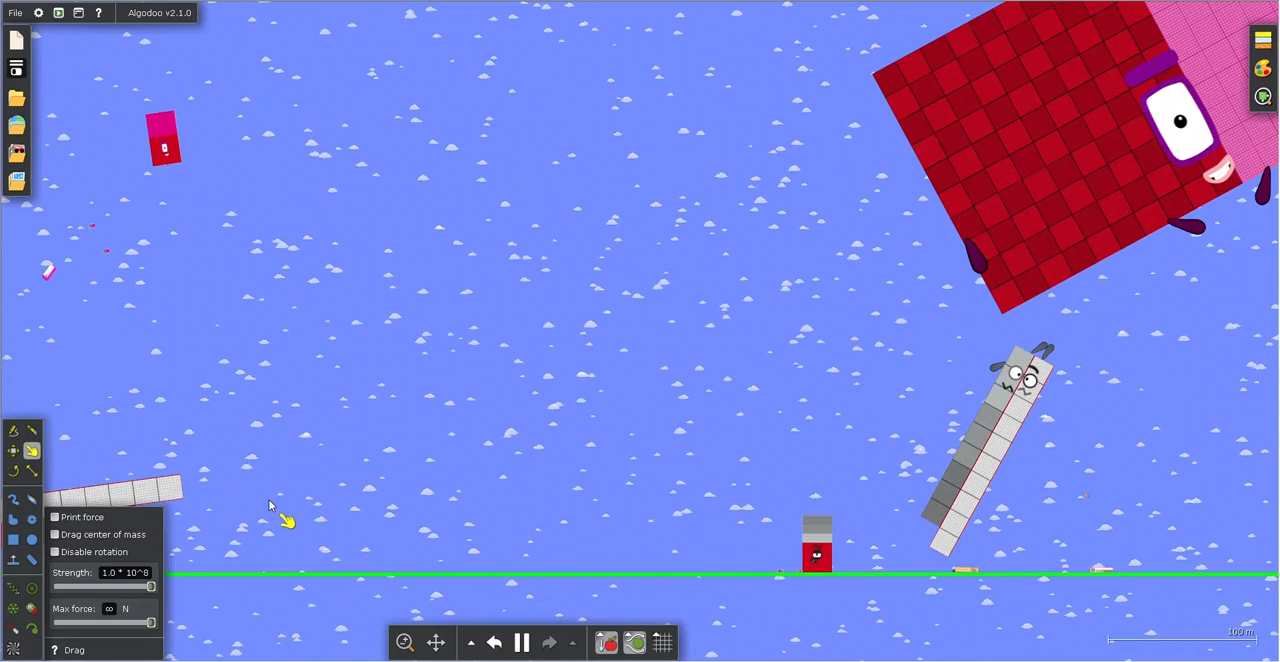 File ? Algodoo v2.1.0
Print force
Drag center of mass
Disable rotation
Strength: 1.0 * 10^8
Max force: ∞ N
? Drag
100 m